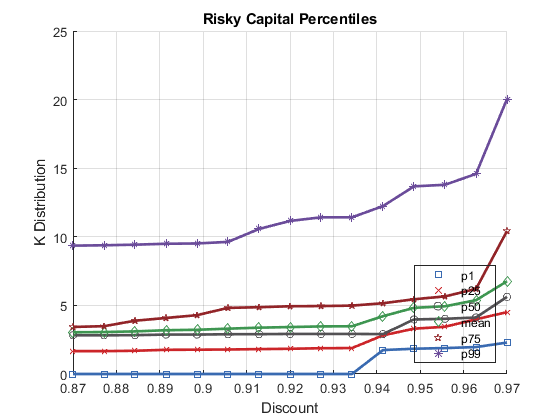 Risky Capital Percentiles
25
20
15
10
5
0
K Distribution
p1
p25
p50
mean
p75
p99
0.87 0.88 0.89 0.9 0.91 0.92 0.93 0.94 0.95 0.96 0.97
Discount